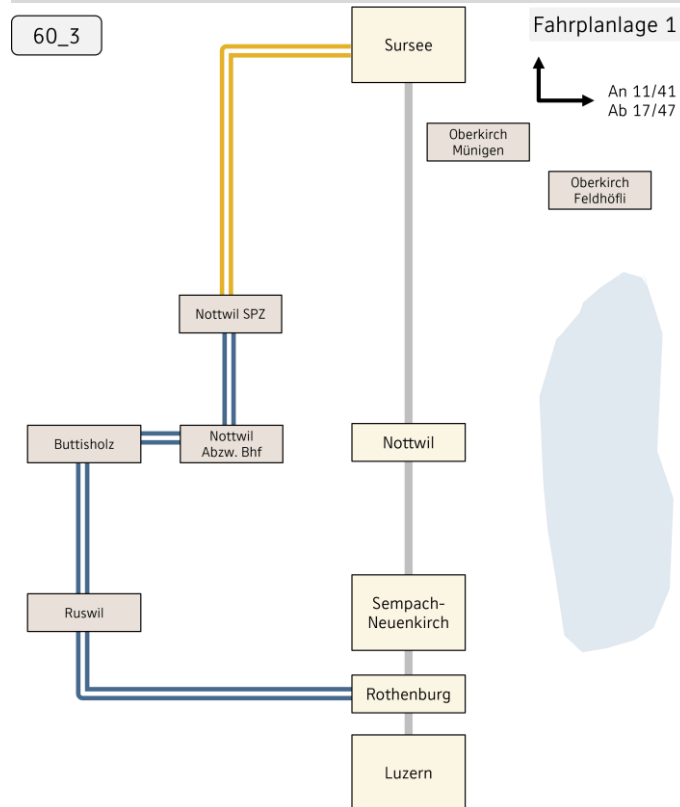 60_3
Sursee
Fahrplanlage 1
An 11/41
Ab 17/47
Oberkirch
Münigen
Oberkirch
Feldhöfli
Nottwil SPZ
Buttisholz
Nottwil
Abzw. Bhf
Nottwil
Ruswil
Sempach-
Neuenkirch
Rothenburg
Luzern